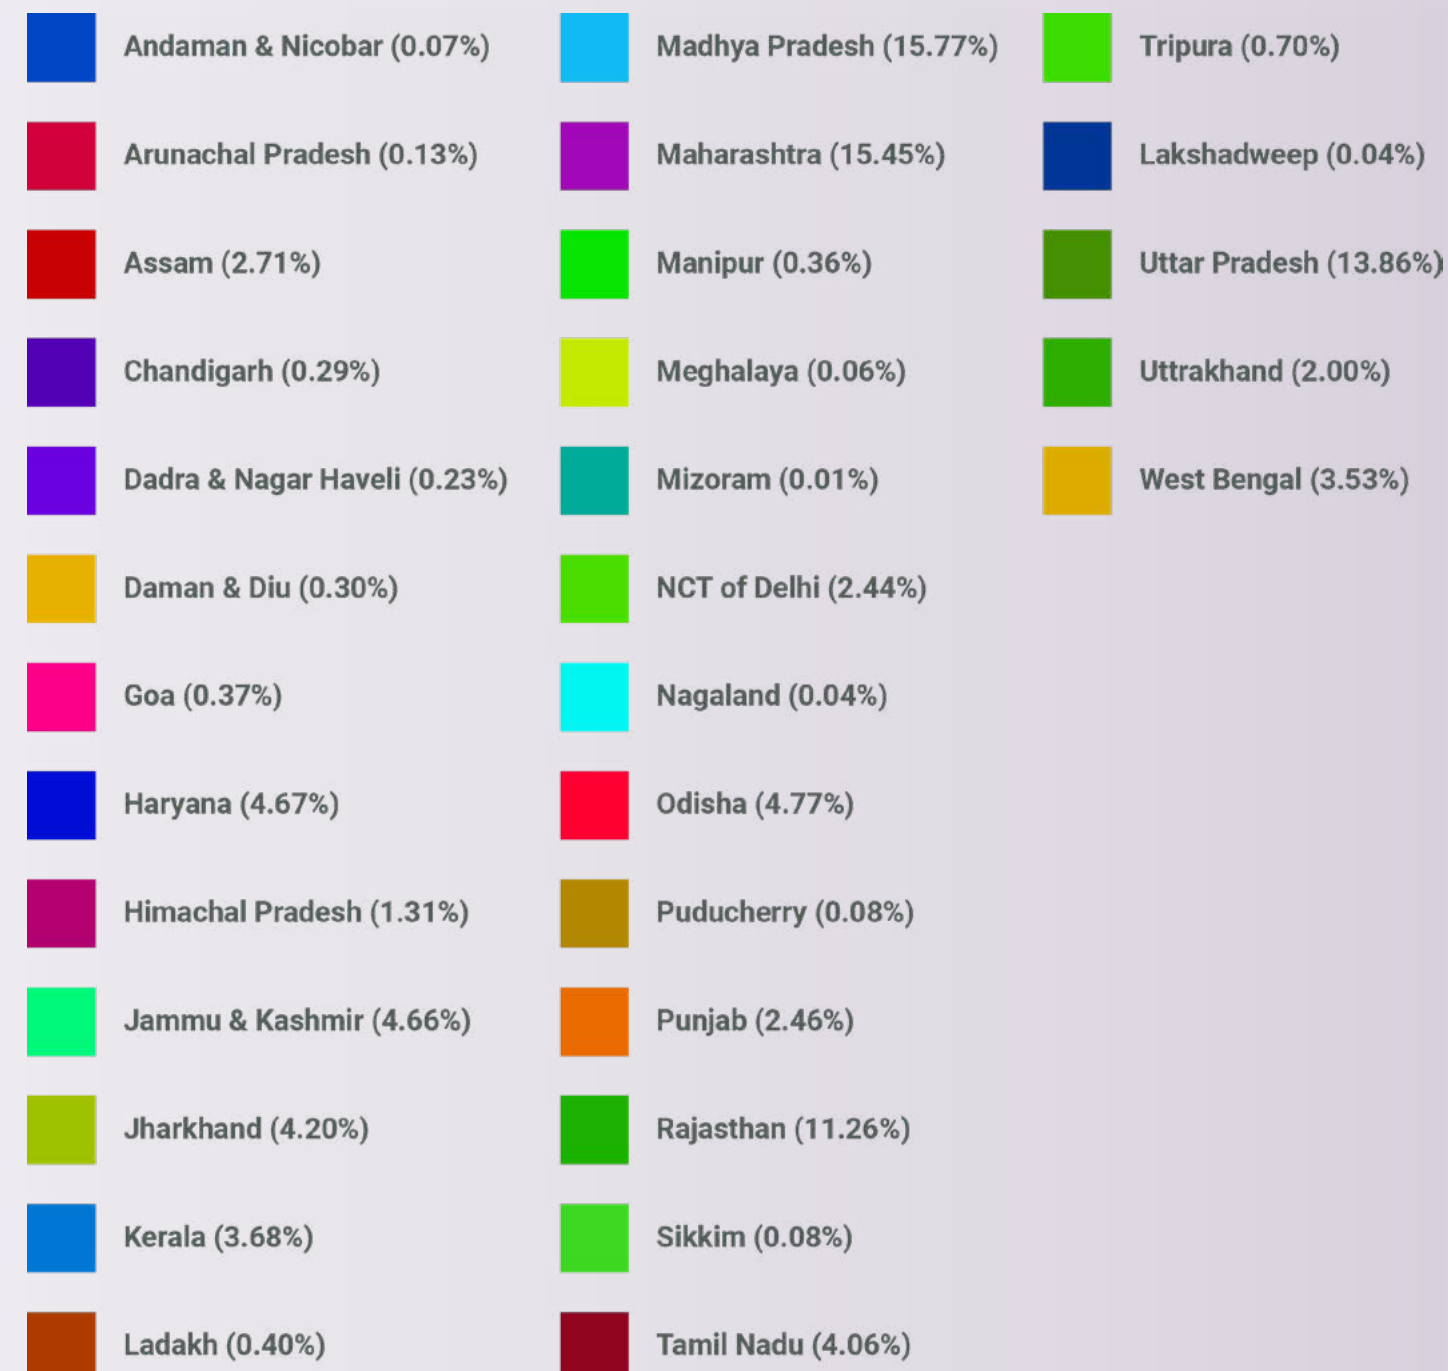 Andaman & Nicobar (0.07%)
Arunachal Pradesh (0.13%)
Assam (2.71%)
Chandigarh (0.29%)
Dadra & Nagar Haveli (0.23%)
Daman & Diu (0.30%)
Goa (0.37%)
Haryana (4.67%)
Himachal Pradesh (1.31%)
Jammu & Kashmir (4.66%)
Jharkhand (4.20%)
Kerala (3.68%)
Ladakh (0.40%)
Madhya Pradesh (15.77%)
Maharashtra (15.45%)
Manipur (0.36%)
Meghalaya (0.06%)
Mizoram (0.01%)
NCT of Delhi (2.44%)
Nagaland (0.04%)
Odisha (4.77%)
Puducherry (0.08%)
Punjab (2.46%)
Rajasthan (11.26%)
Sikkim (0.08%)
Tamil Nadu (4.06%)
Tripura (0.70%)
Lakshadweep (0.04%)
Uttar Pradesh (13.86%)
Uttrakhand (2.00%)
West Bengal (3.53%)